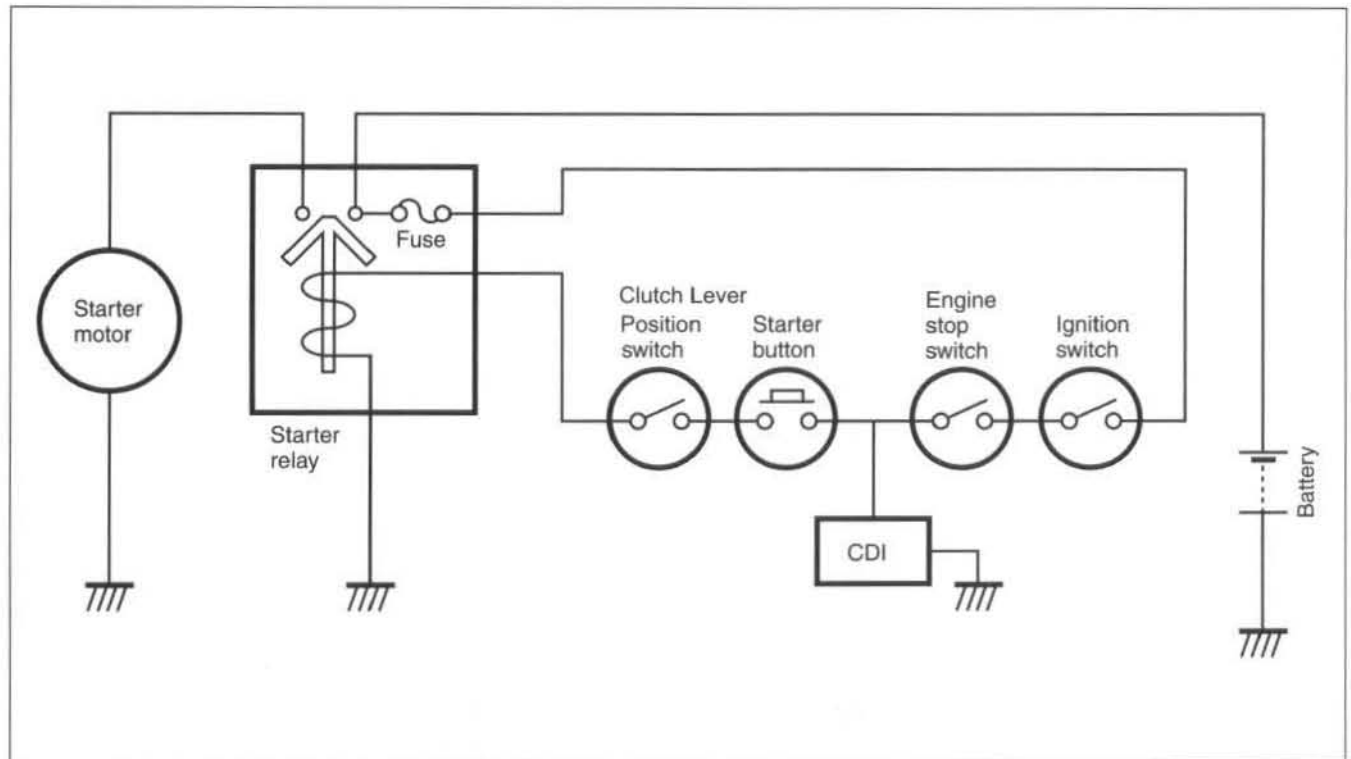 Fuse
Starter
motor
Starter
relay
Clutch Lever
Position
switch
Starter
button
Engine
stop
switch
Ignition
switch
CDI
Battery